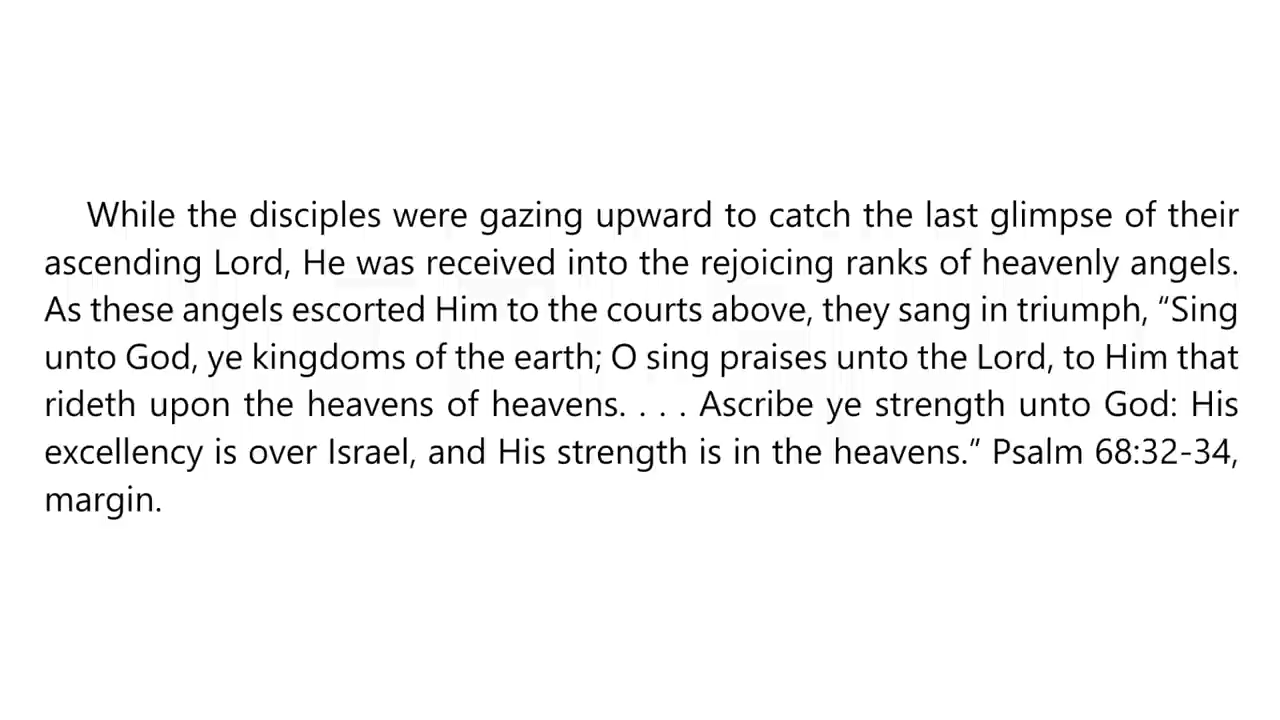 While the disciples were gazing upward to catch the last glimpse of their
ascending Lord, He was received into the rejoicing ranks of heavenly angels.
As these angels escorted Him to the courts above, they sang in triumph, “Sing
unto God, ye kingdoms of the earth; O sing praises unto the Lord, to Him that
rideth upon the heavens of heavens. . . . Ascribe ye strength unto God: His
excellency is over Israel, and His strength is in the heavens.” Psalm 68:32-34,
margin.